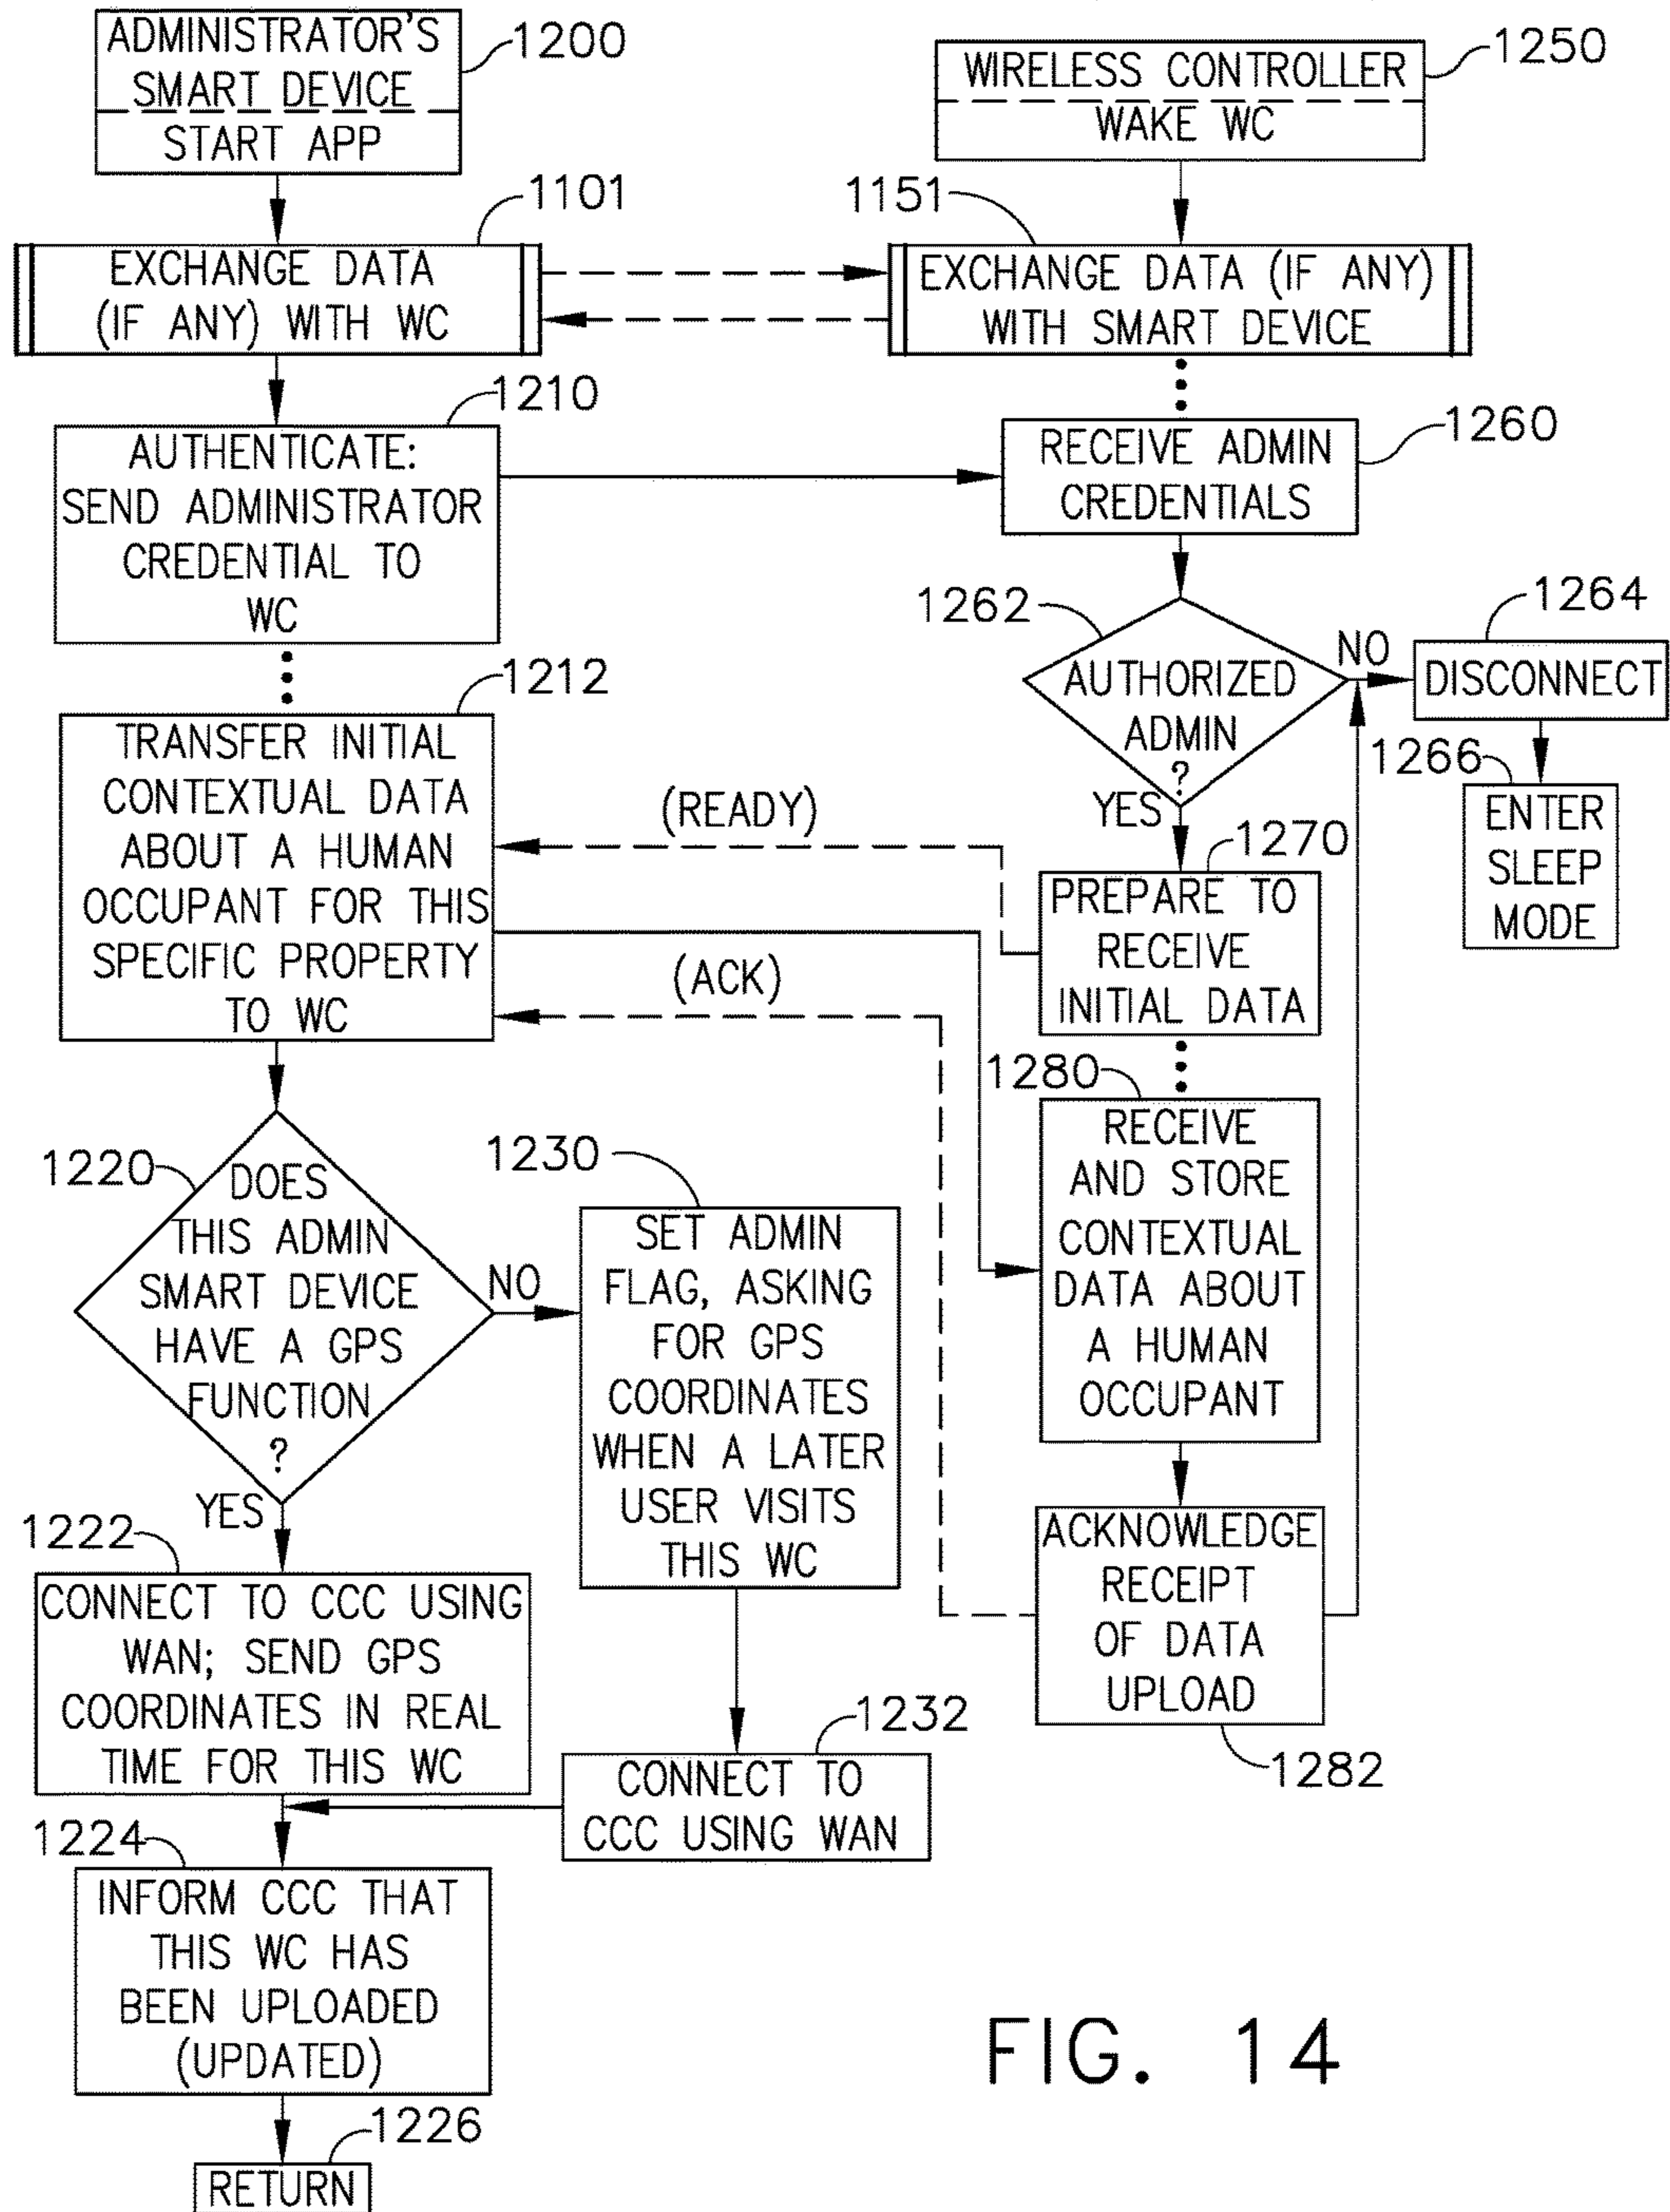 ADMINISTRATOR'S
SMART DEVICE
START APP
1200
WIRELESS CONTROLLER
WAKE WC
1250
1101
EXCHANGE DATA
(IF ANY) WITH WC
1151
EXCHANGE DATA (IF ANY)
WITH SMART DEVICE
1210
AUTHENTICATE:
SEND ADMINISTRATOR
CREDENTIAL TO
WC
RECEIVE ADMIN
CREDENTIALS
1260
1262
AUTHORIZED
ADMIN
?
NO
YES
1264
DISCONNECT
1266
ENTER
SLEEP
MODE
1212
TRANSFER INITIAL
CONTEXTUAL DATA
ABOUT A HUMAN
OCCUPANT FOR THIS
SPECIFIC PROPERTY
TO WC
(READY)
(ACK)
1270
PREPARE TO
RECEIVE
INITIAL DATA
1280
RECEIVE
AND STORE
CONTEXTUAL
DATA ABOUT
A HUMAN
OCCUPANT
ACKNOWLEDGE
RECEIPT
OF DATA
UPLOAD
1282
1220
DOES
THIS ADMIN
SMART DEVICE
HAVE A GPS
FUNCTION
?
NO
YES
1230
SET ADMIN
FLAG, ASKING
FOR GPS
COORDINATES
WHEN A LATER
USER VISITS
THIS WC
1222
CONNECT TO CCC USING
WAN; SEND GPS
COORDINATES IN REAL
TIME FOR THIS WC
1232
CONNECT TO
CCC USING WAN
1224
INFORM CCC THAT
THIS WC HAS
BEEN UPLOADED
(UPDATED)
1226
RETURN
FIG. 14